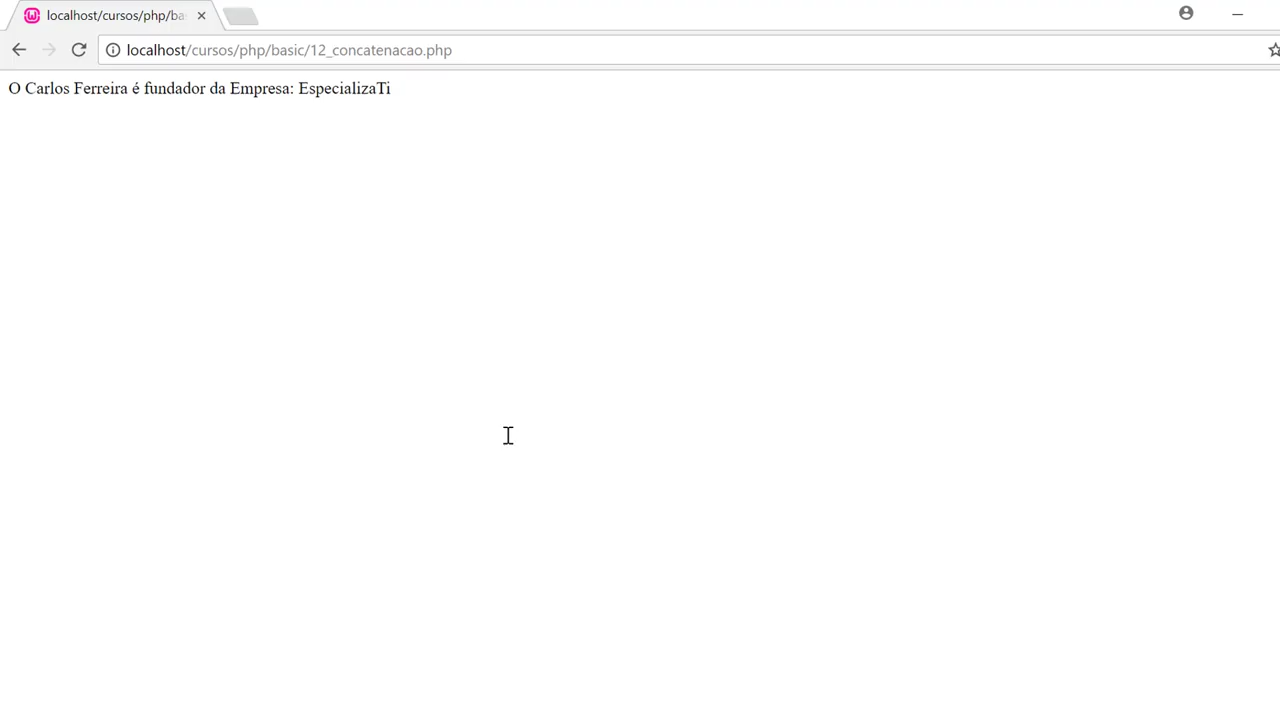 localhost/cursos/php/ba
localhost/cursos/php/basic/12_concatenacao.php
O Carlos Ferreira é fundador da Empresa: EspecializaTi